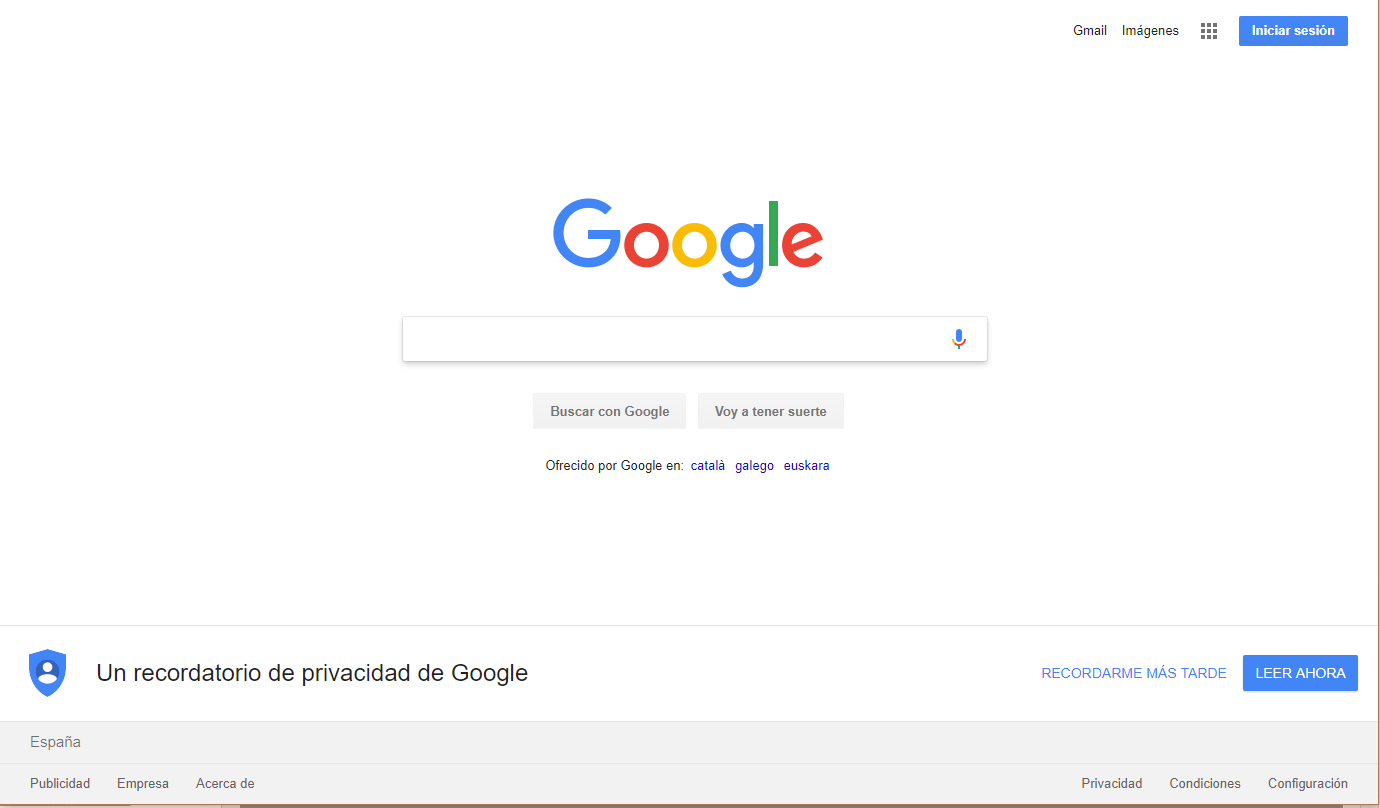 Gmail Imágenes Iniciar sesión
Google
Buscar con Google Voy a tener suerte
Ofrecido por Google en: català galego euskara
Un recordatorio de privacidad de Google RECORDARME MÁS TARDE LEER AHORA
España
Publicidad Empresa Acerca de Privacidad Condiciones Configuración